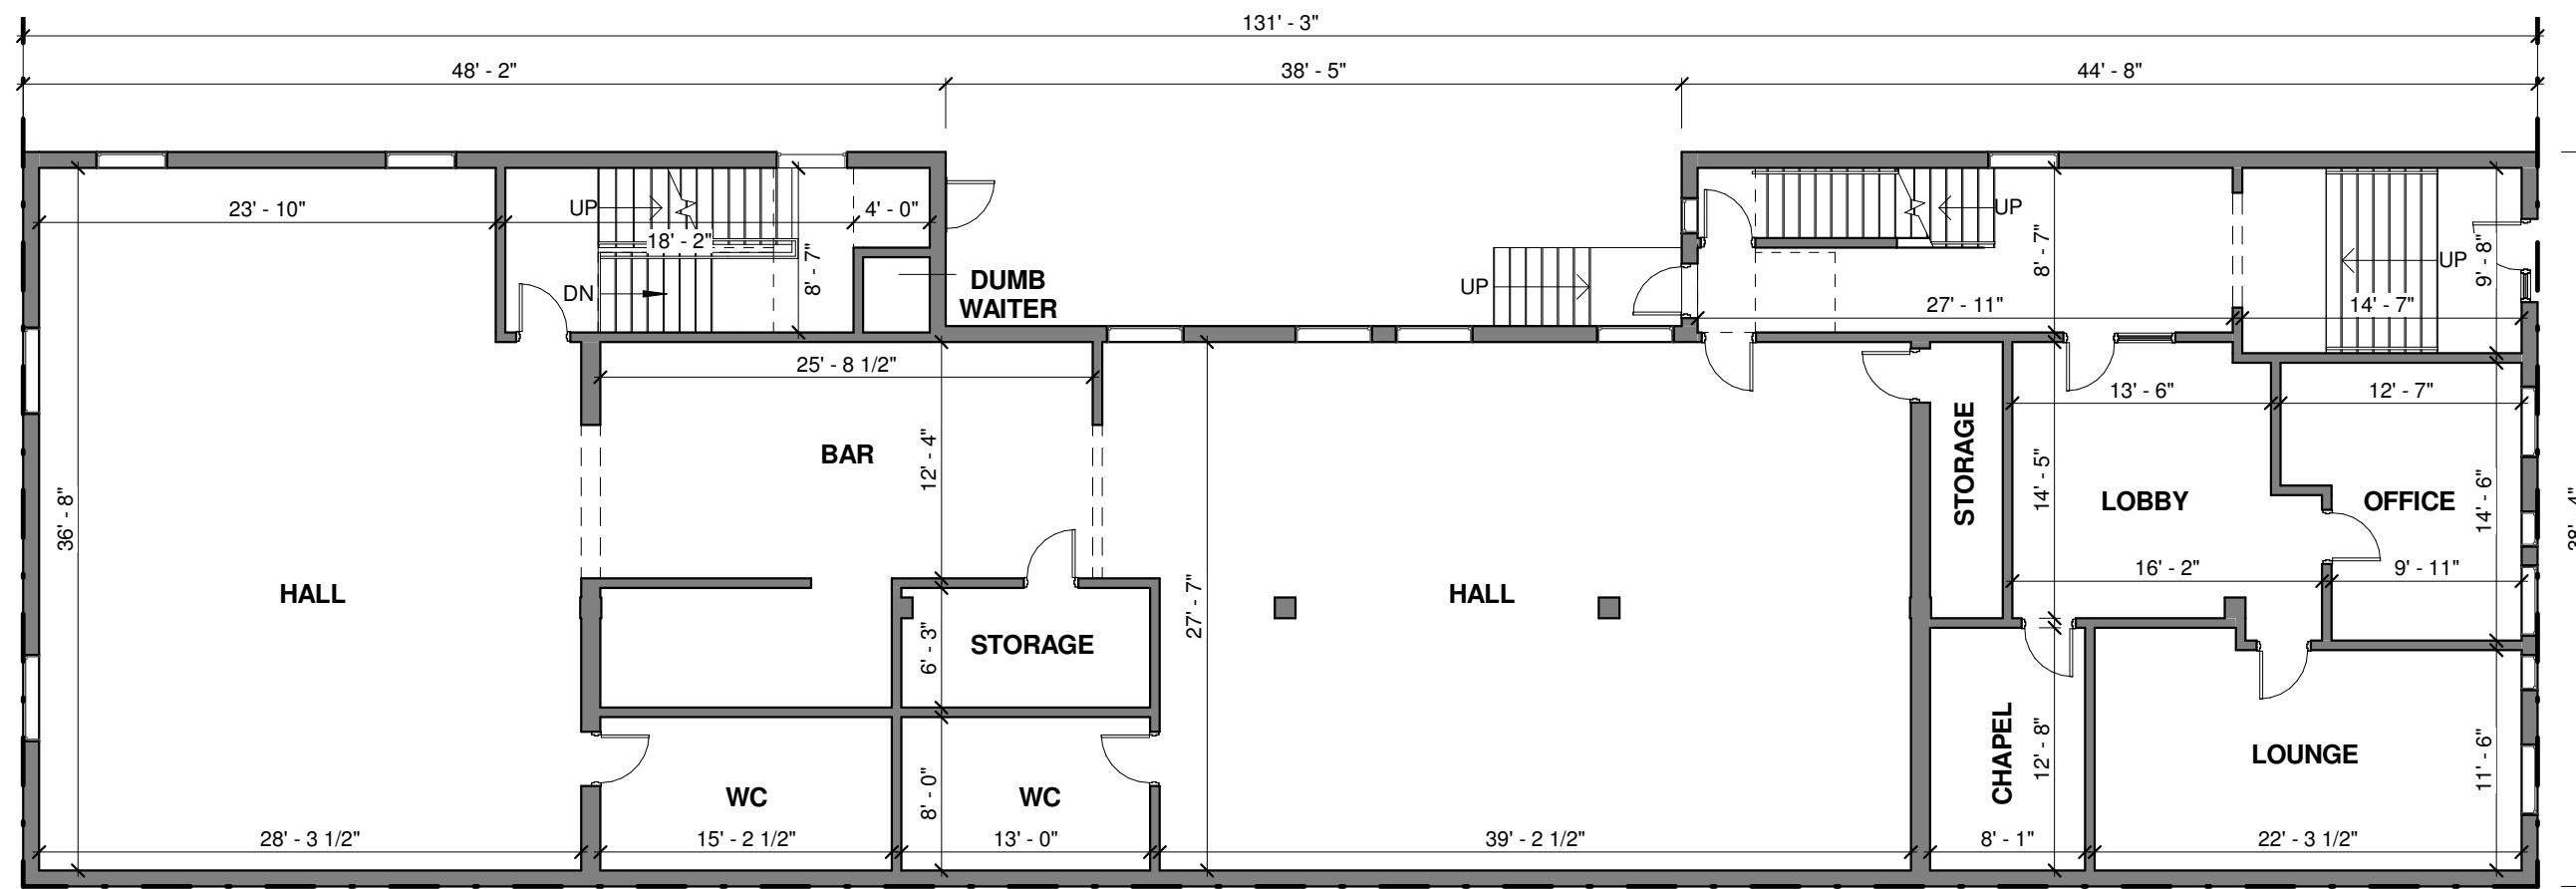 131' - 3"
48' - 2"
38' - 5"
44' - 8"
23' - 10"
UP
18' - 2"
4' - 0"
8' - 7"
DN
DUMB
WAITER
UP
UP
8' - 7"
27' - 11"
UP
9' - 8"
14' - 7"
25' - 8 1/2"
BAR
12' - 4"
36' - 8"
HALL
6' - 3"
STORAGE
27' - 7"
HALL
STORAGE
13' - 6"
12' - 7"
14' - 5"
LOBBY
OFFICE
14' - 6"
38' - 4"
16' - 2"
9' - 11"
WC
8' - 0"
WC
CHAPEL
12' - 8"
LOUNGE
11' - 6"
28' - 3 1/2"
15' - 2 1/2"
13' - 0"
39' - 2 1/2"
8' - 1"
22' - 3 1/2"